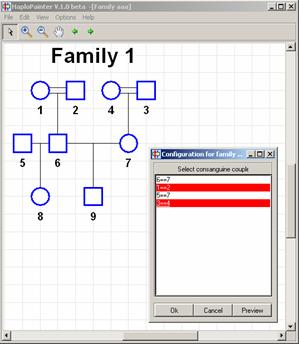 HaploPainter V.1.0 beta -[Family aaa]
File Edit View Options Help
Family 1
1 2 4 3
5 6 7
8 9
Configuration for family ...
Select consanguine couple
6==7
1==2
5==7
3==4
Ok Cancel Preview